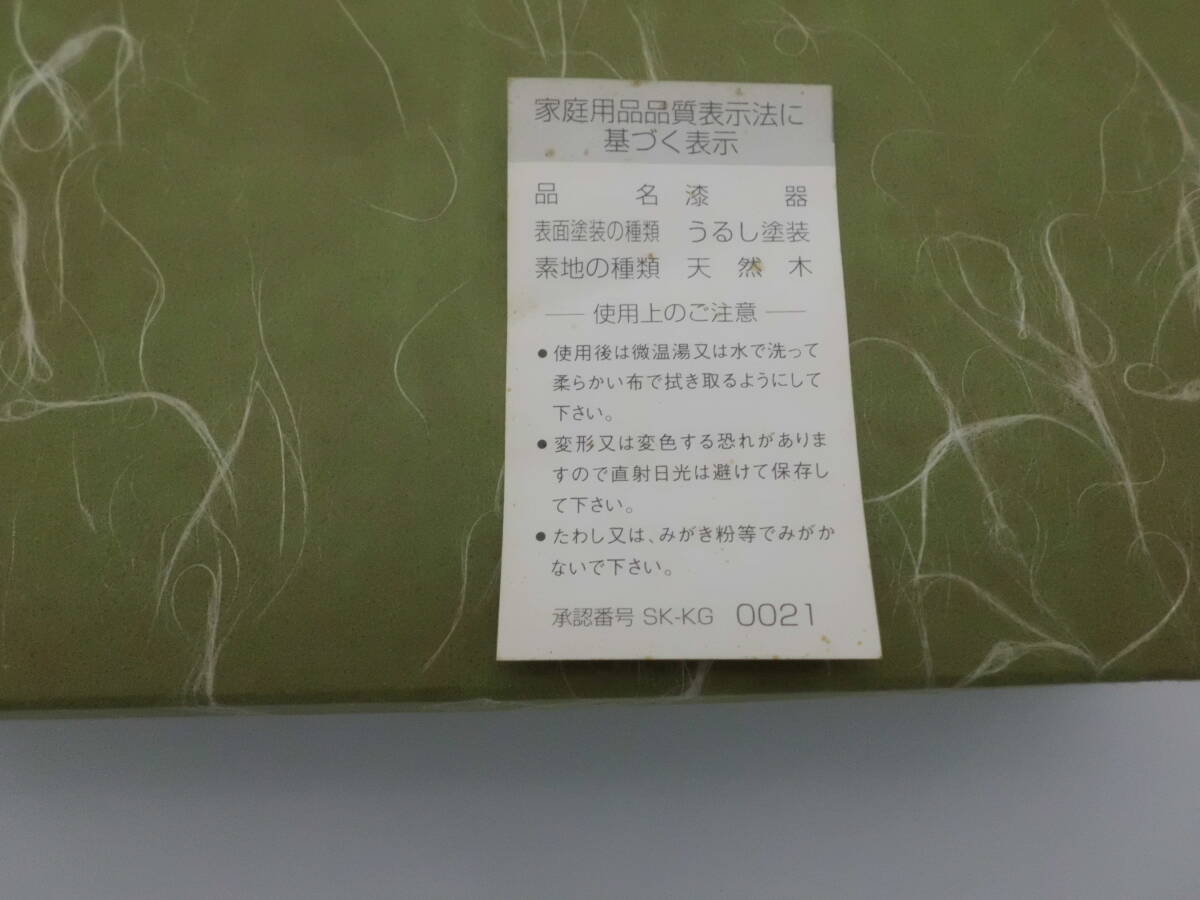 家庭用品品質表示法に
基づく表示
品名 漆器
表面塗装の種類 うるし塗装
素地の種類 天然木
― 使用上のご注意 ―
● 使用後は微温湯又は水で洗って
柔らかい布で拭き取るようにして
下さい。
● 変形又は変色する恐れがありま
すので直射日光は避けて保存し
て下さい。
● たわし又は、みがき粉等でみがか
ないで下さい。
承認番号 SK-KG 0021